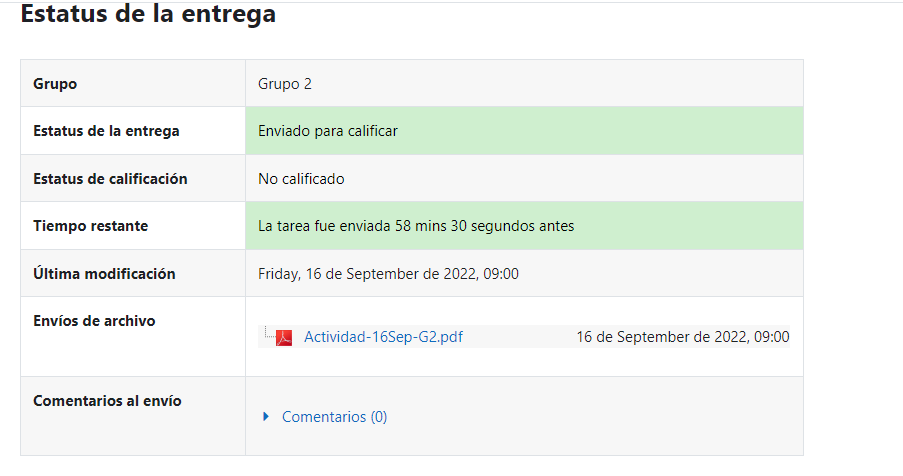 Estatus de la entrega
Grupo Grupo 2
Estatus de la entrega Enviado para calificar
Estatus de calificación No calificado
Tiempo restante La tarea fue enviada 58 mins 30 segundos antes
Última modificación Friday, 16 de September de 2022, 09:00
Envíos de archivo
Actividad-16Sep-G2.pdf 16 de September de 2022, 09:00
Comentarios al envío
Comentarios (0)